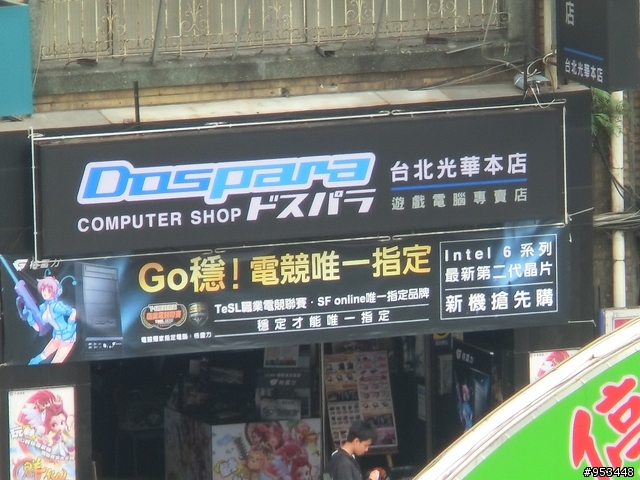 店
台北光華本店
Dospara
COMPUTER SHOP ドスパラ
台北光華本店
遊戲電腦專賣店
Go穩！電競唯一指定
TeSL職業電競聯賽・SF online唯一指定品牌
穩定才能唯一指定
Intel 6 系列
最新第二代晶片
新機搶先購
停
#953448